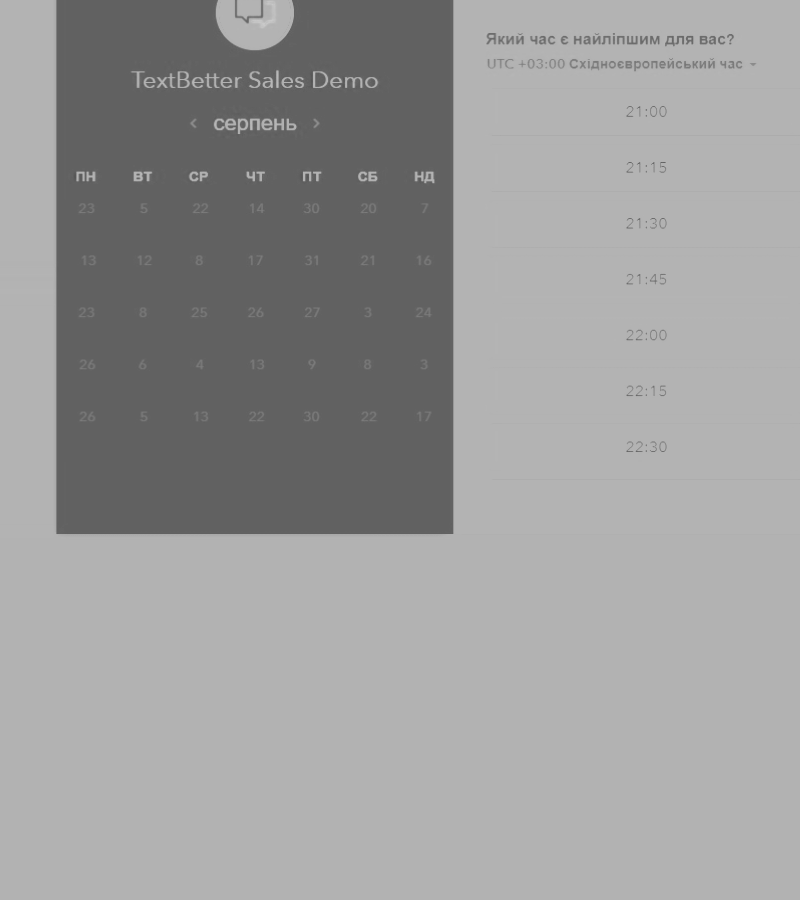 TextBetter Sales Demo
серпень
ПН ВТ СР ЧТ ПТ СБ НД
23 5 22 14 30 20 7
13 12 8 17 31 21 16
23 8 25 26 27 3 24
26 6 4 13 9 8 3
26 5 13 22 30 22 17
Який час є найліпшим для вас?
UTC +03:00 Східноєвропейський час
21:00
21:15
21:30
21:45
22:00
22:15
22:30